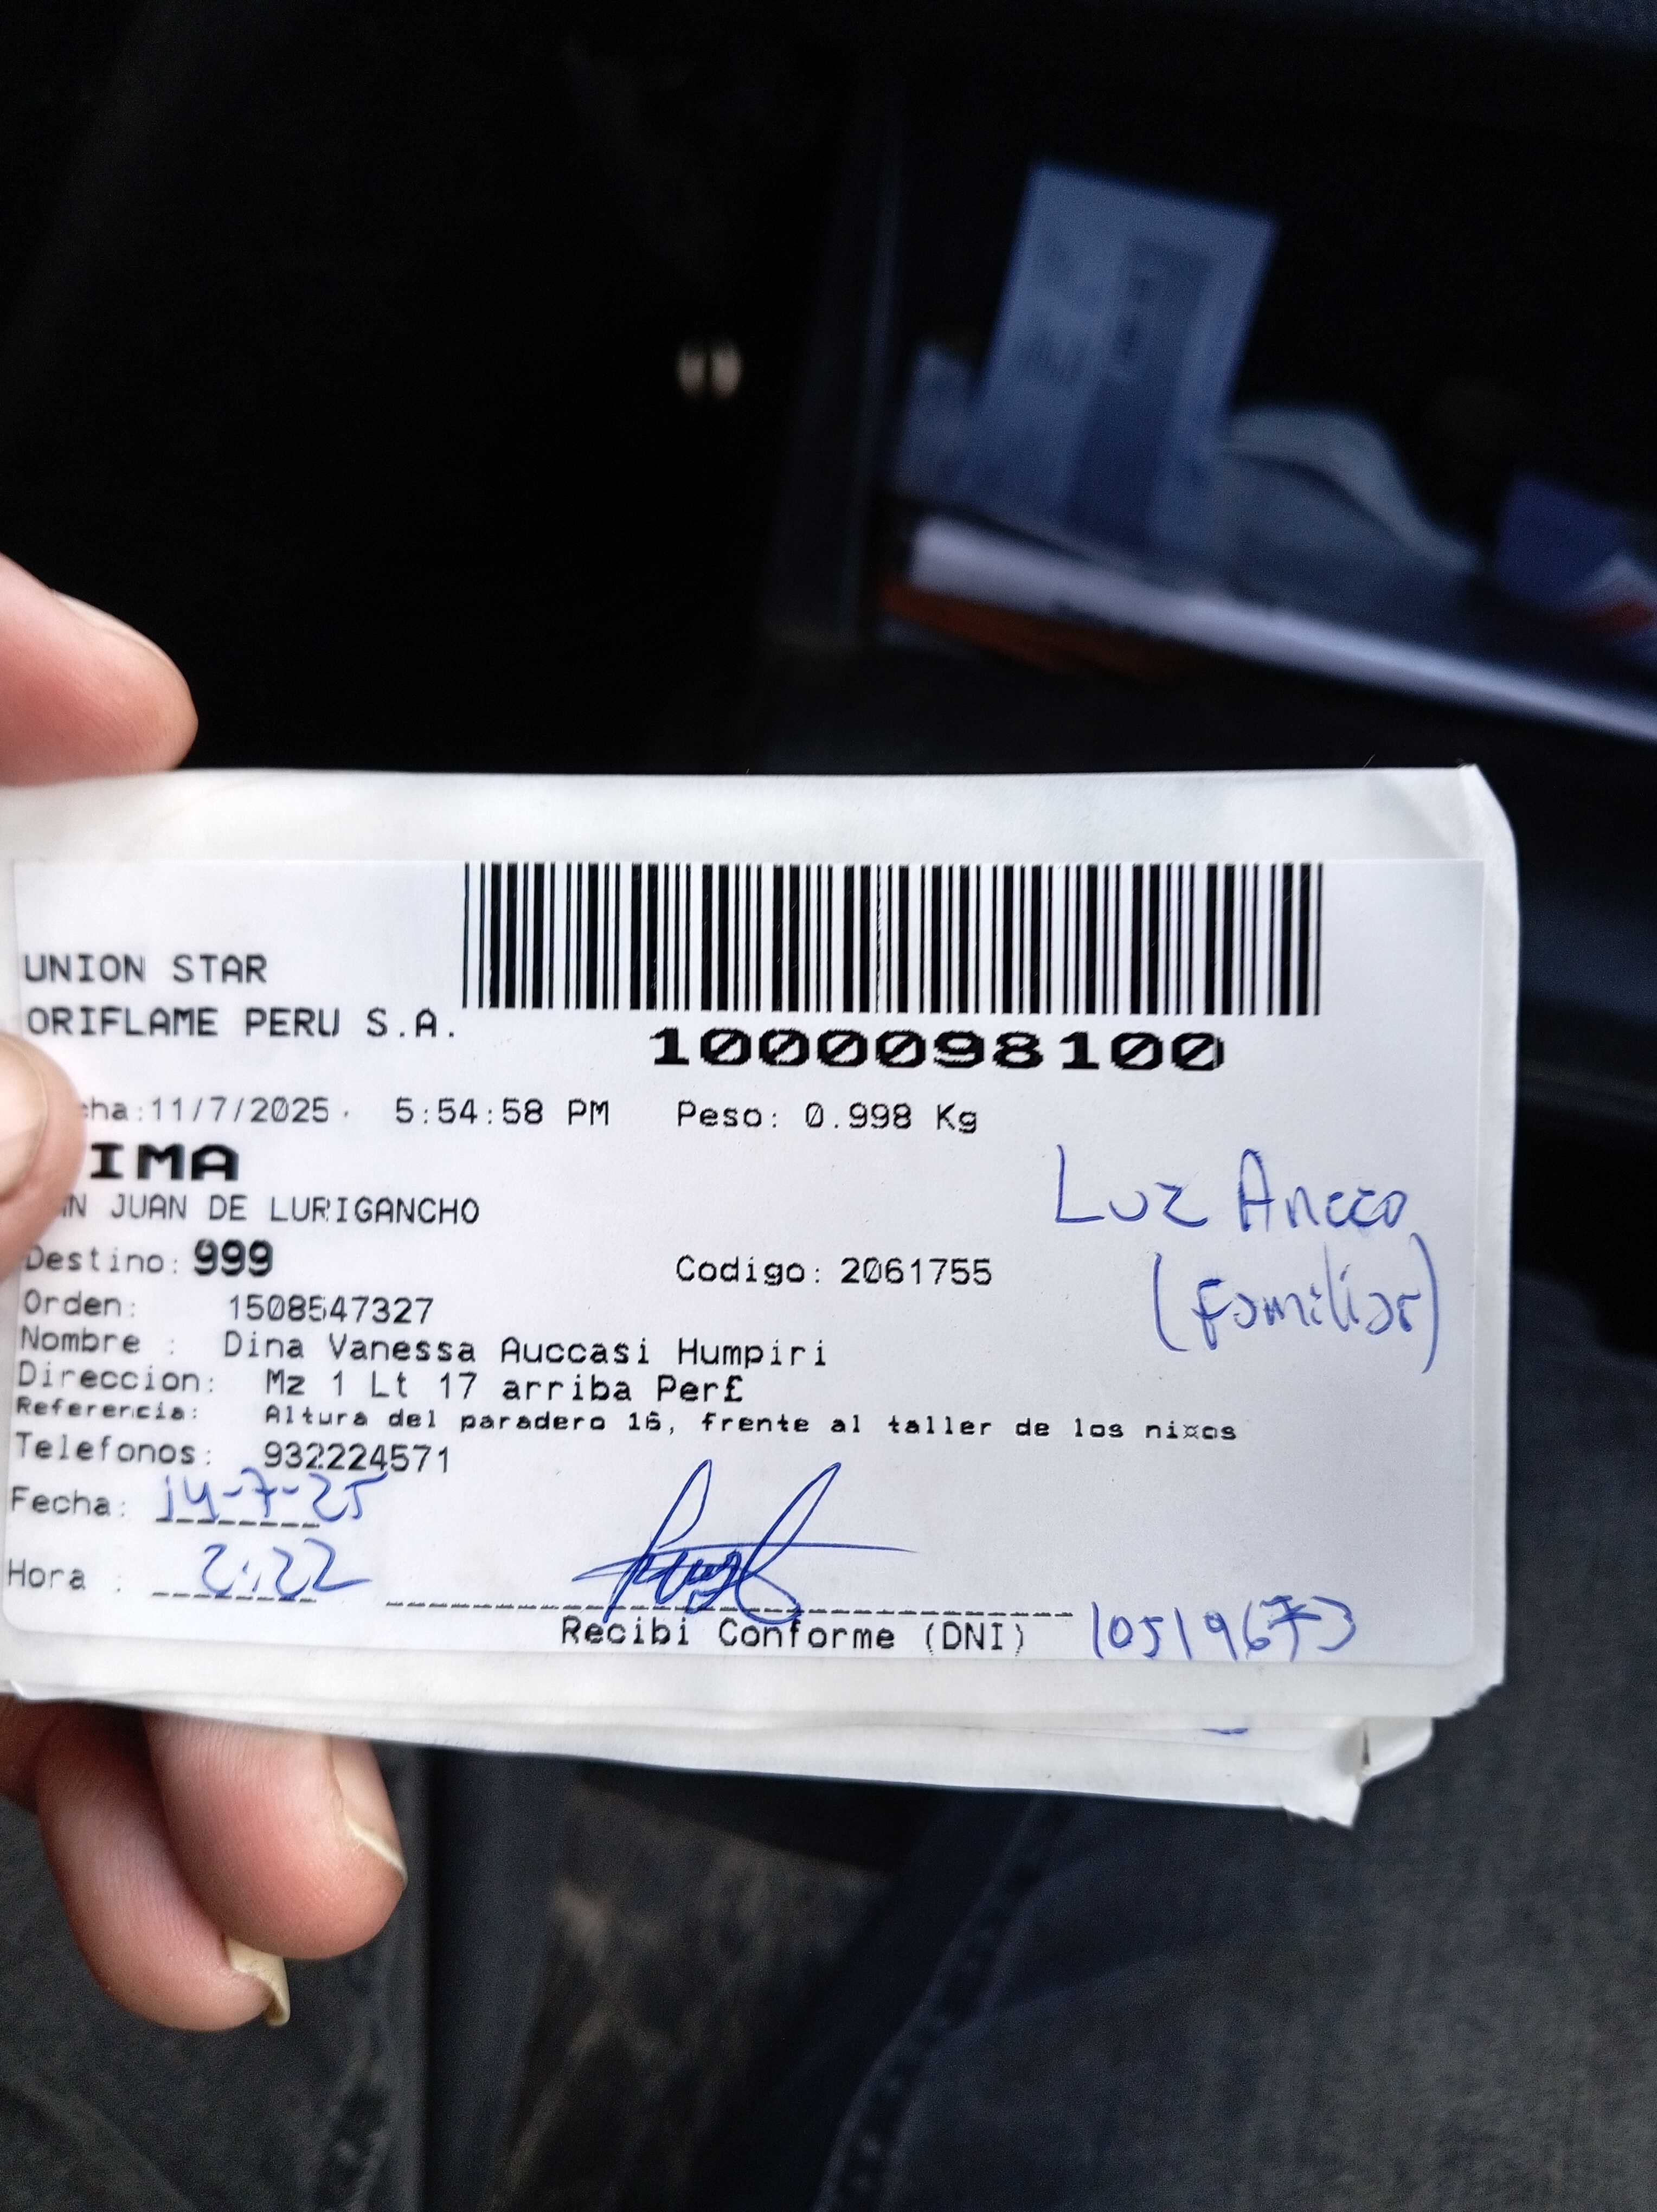 UNION STAR
ORIFLAME PERU S.A.
1000098100
cha:11/7/2025. 5:54:58 PM Peso: 0.998 Kg
IMA
N JUAN DE LURIGANCHO
Destino: 999 Codigo: 2061755
Orden: 1508547327
Nombre : Dina Vanessa Auccasi Humpiri
Direccion: Mz 1 Lt 17 arriba Per£
Referencia: Altura del paradero 16, frente al taller de los ni¤os
Telefonos: 932224571
Fecha: 14-7-25
Hora : 2:22
Recibi Conforme (DNI) 10519673
Luz Ancco
(Familiar)